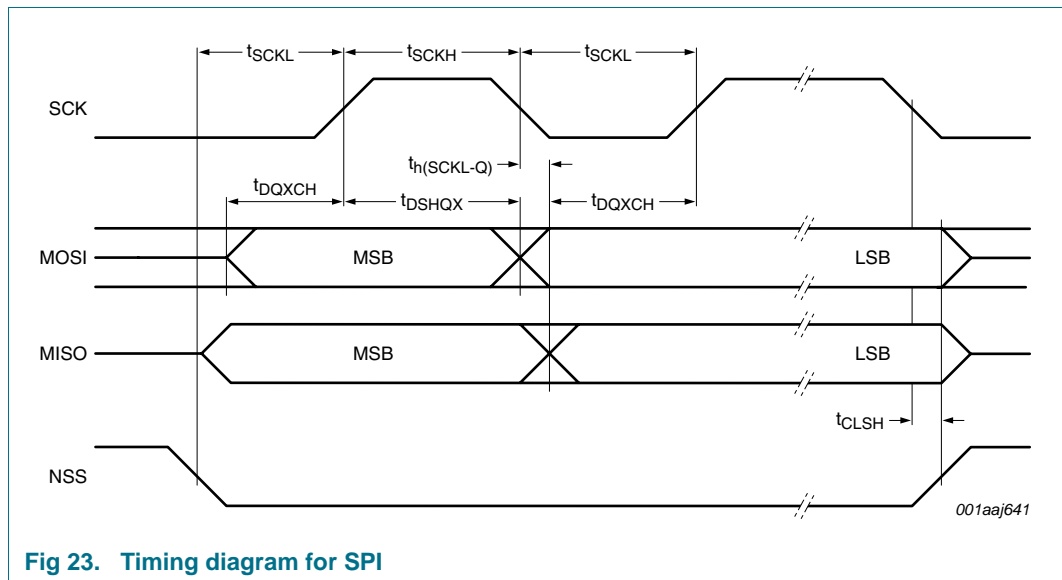 tSCKL tSCKH tSCKL
SCK
th(SCKL-Q)
tDQXCH tDSHQX tDQXCH
MOSI MSB LSB
MISO MSB LSB
tCLSH
NSS
001aaj641
Fig 23. Timing diagram for SPI